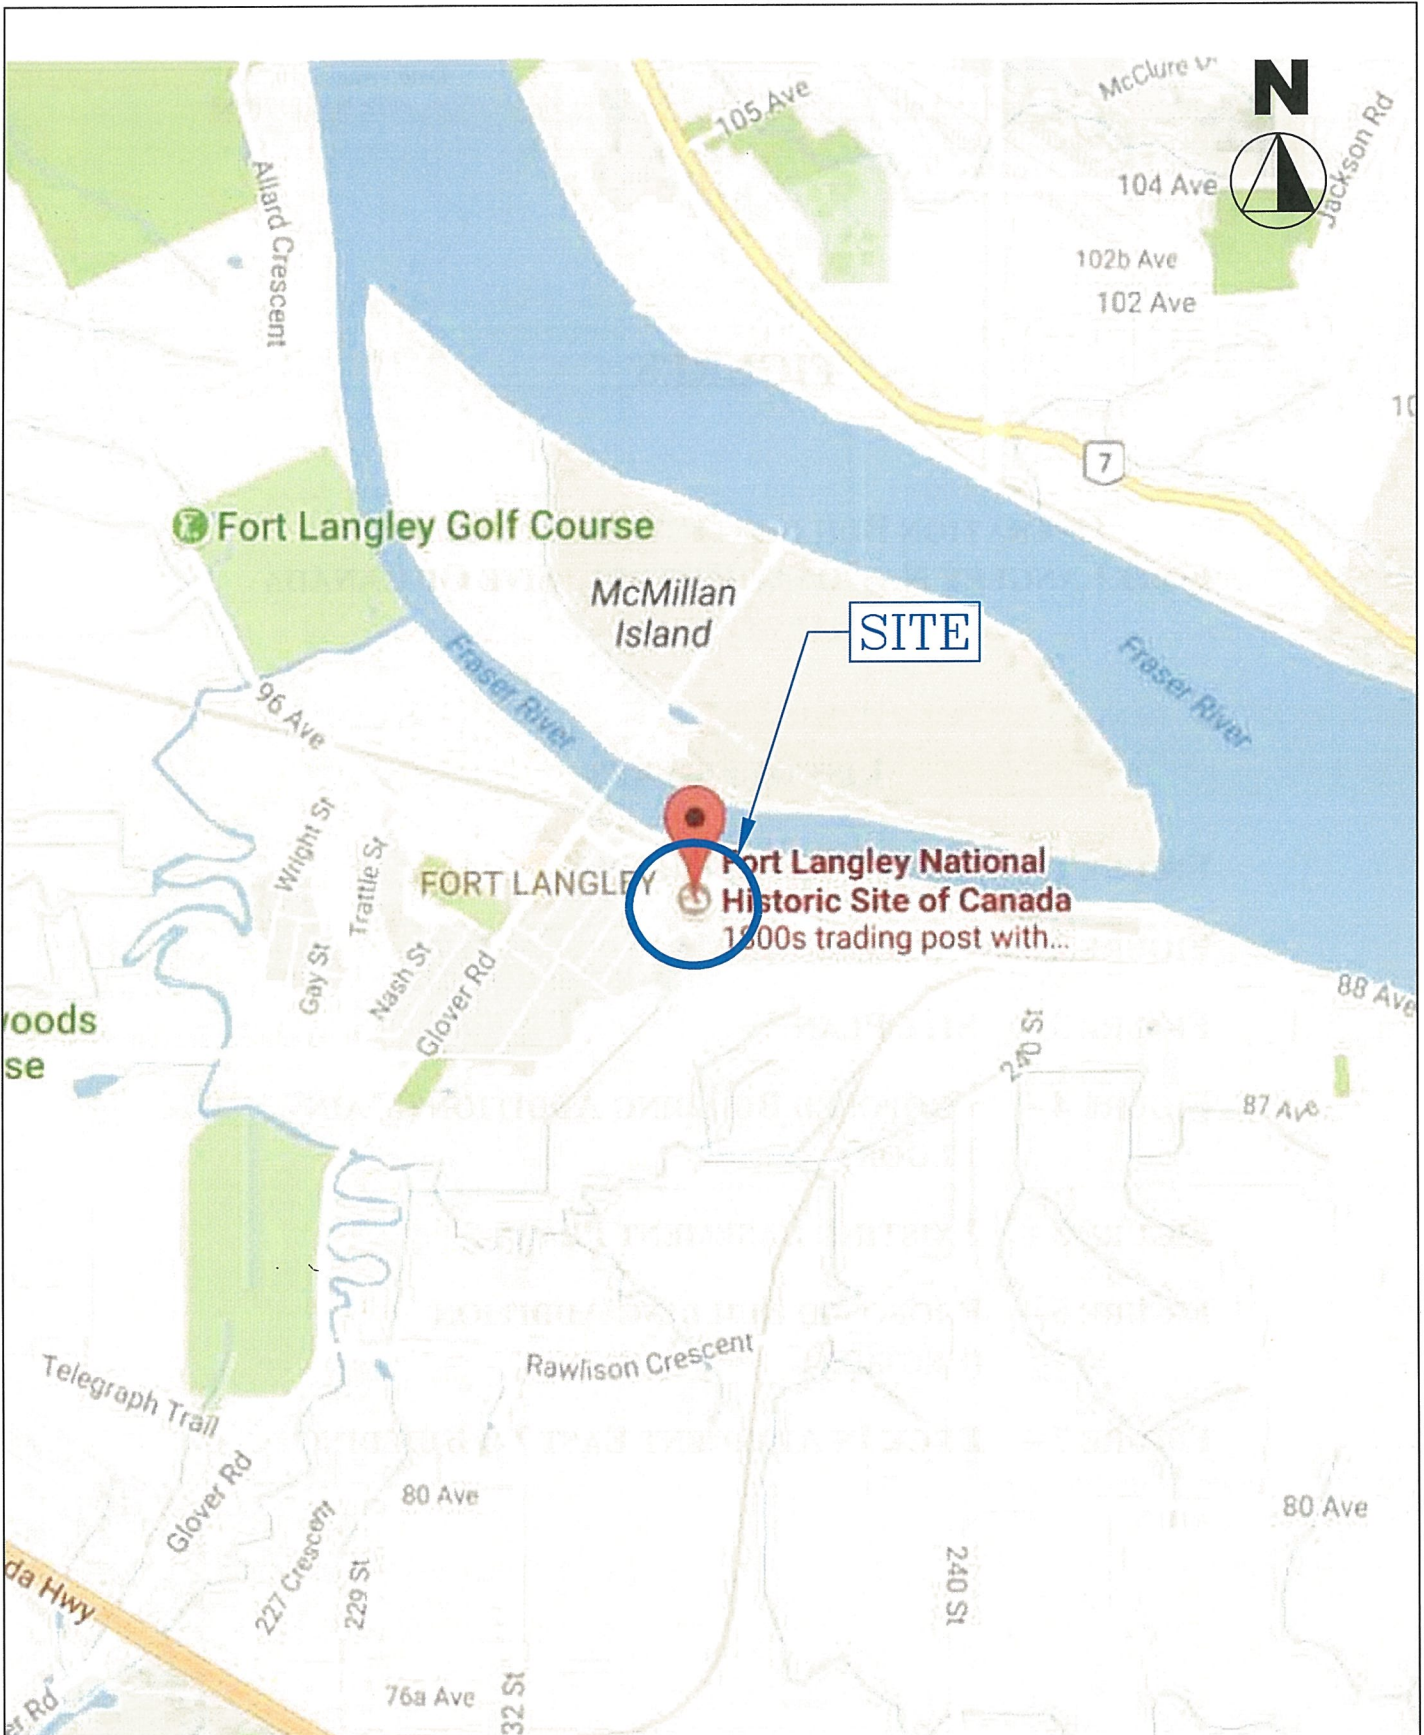 N
McClure
105 Ave
Jackson Rd
104 Ave
Allard Crescent
102b Ave
102 Ave
7
Fort Langley Golf Course
McMillan
Island
SITE
Fraser River
Fraser River
96 Ave
Wright St
Trattle St
FORT LANGLEY
Fort Langley National
Historic Site of Canada
1800s trading post with...
Gay St
Nash St
Glover Rd
88 Ave
240 St
87 Ave
Rawlison Crescent
Telegraph Trail
Glover Rd
80 Ave
80 Ave
227 Crescent
229 St
240 St
da Hwy
76a Ave
32 St
er Rd